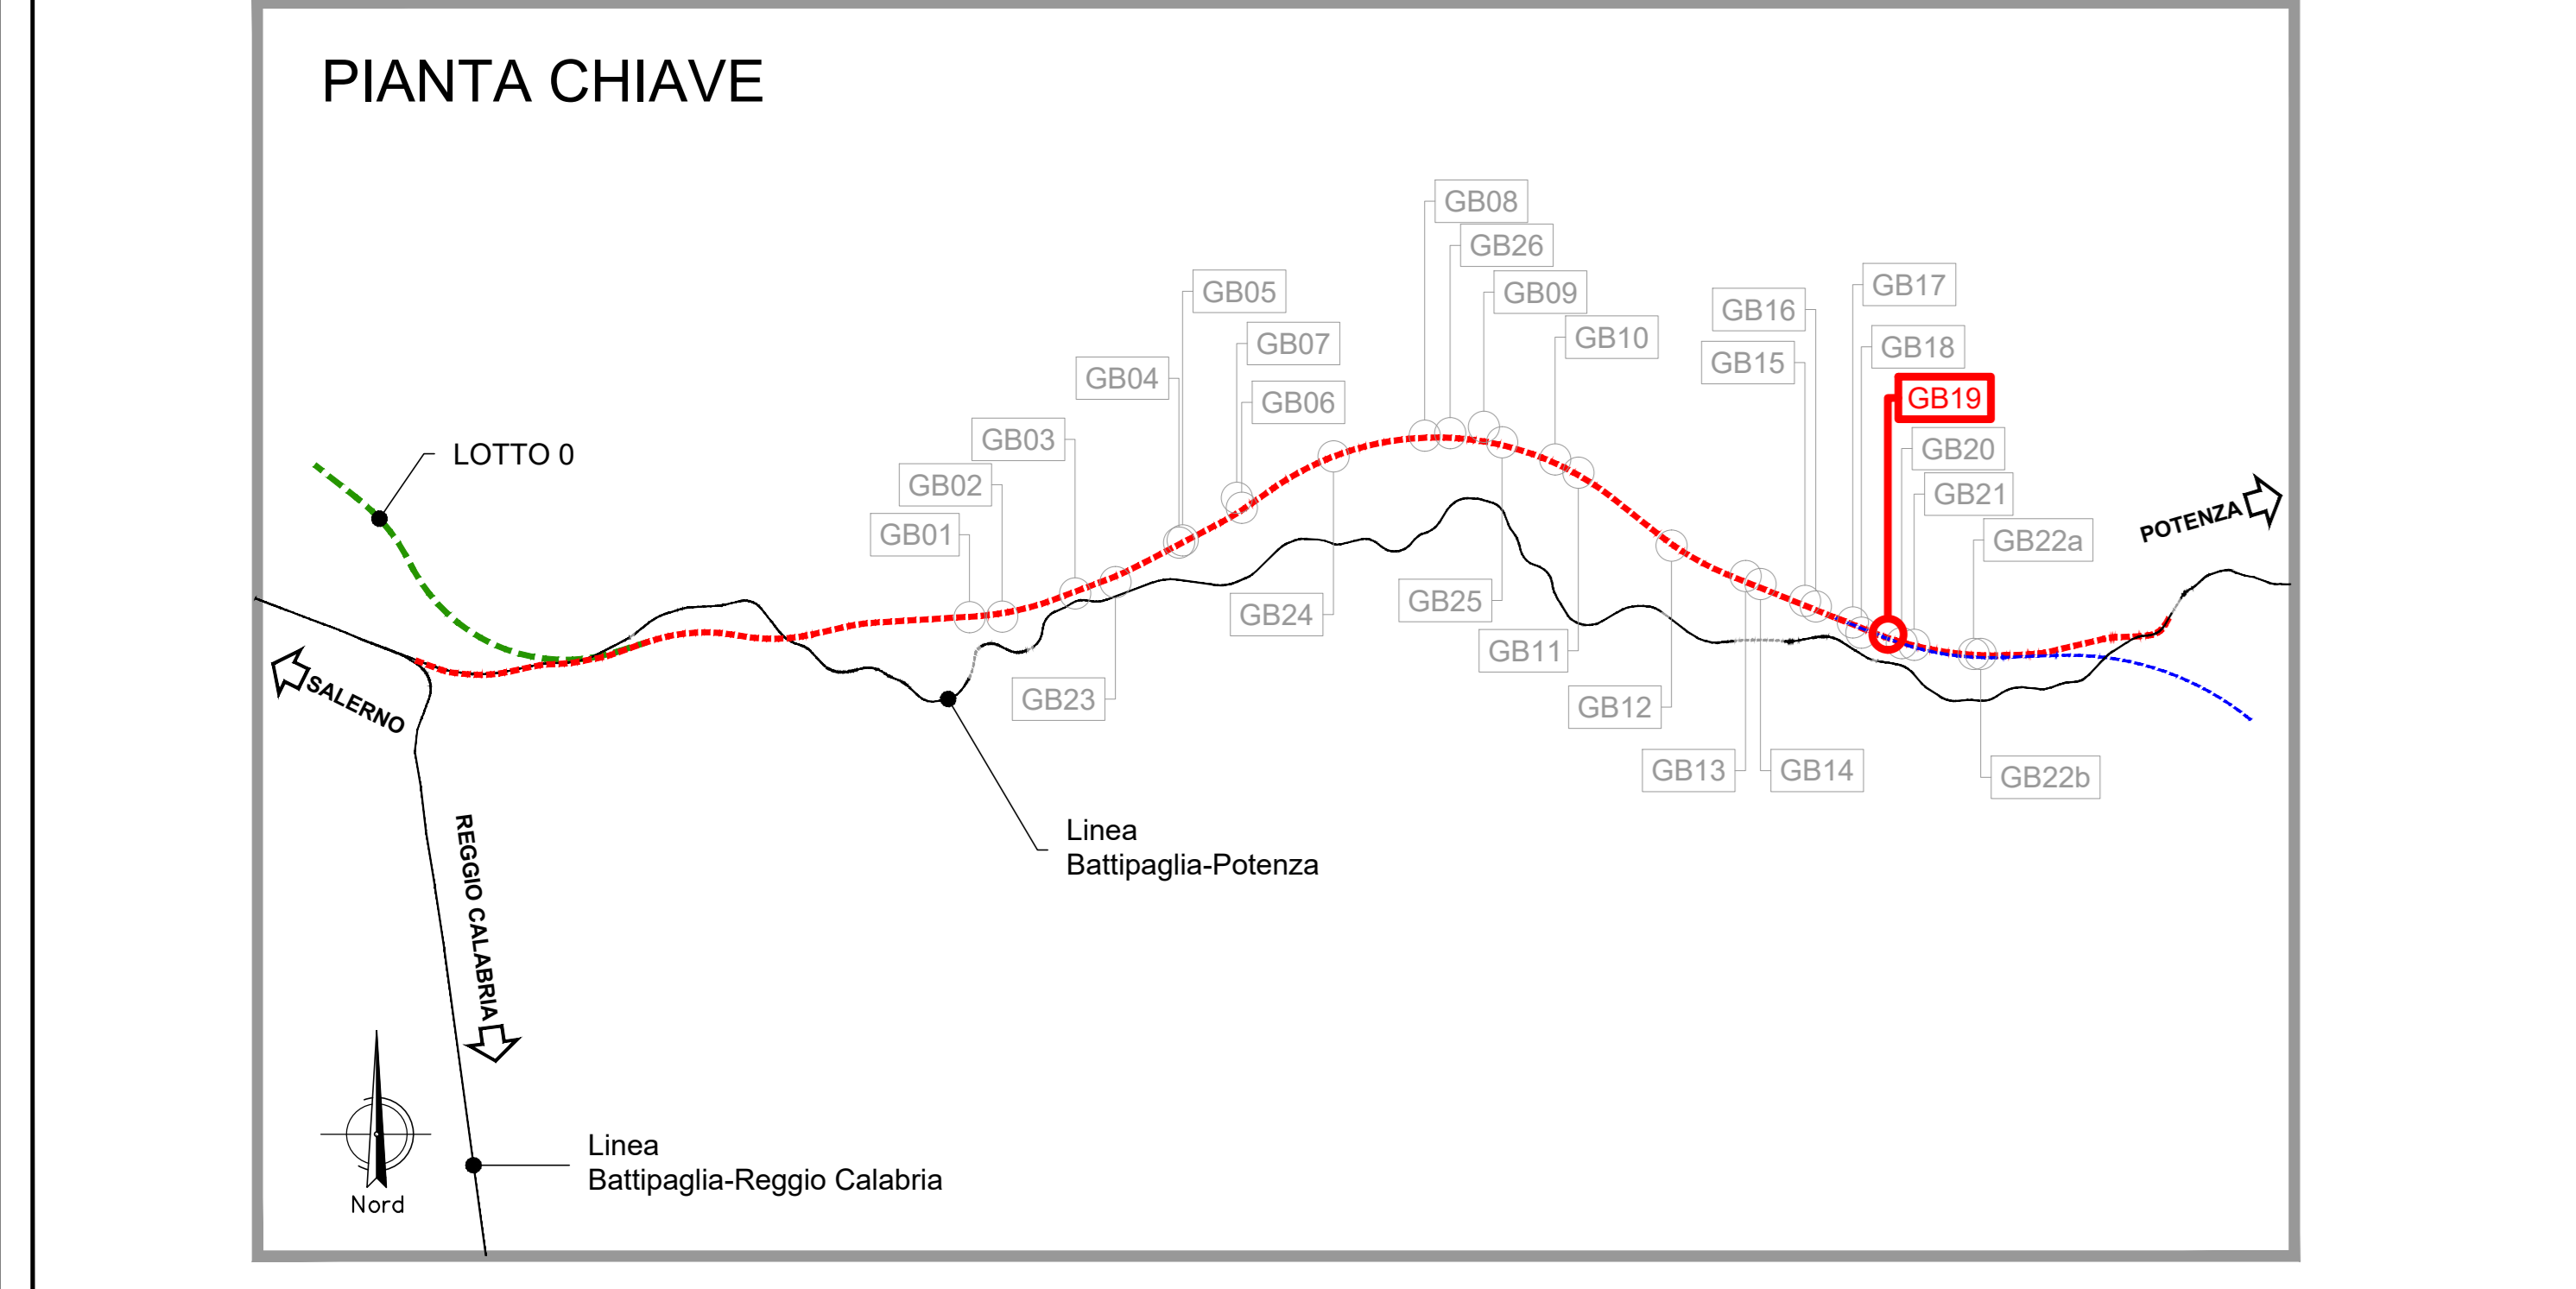 PIANTA CHIAVE
GB08
GB26
GB17
GB05
GB09
GB16
GB10
GB07
GB18
GB15
GB04
GB19
GB06
GB03
GB20
LOTTO 0
GB02
GB21
POTENZA
GB01
GB22a
GB25
GB24
GB11
SALERNO
GB23
GB12
GB13
GB14
GB22b
Linea
Battipaglia-Potenza
REGGIO CALABRIA
Linea
Battipaglia-Reggio Calabria
Nord